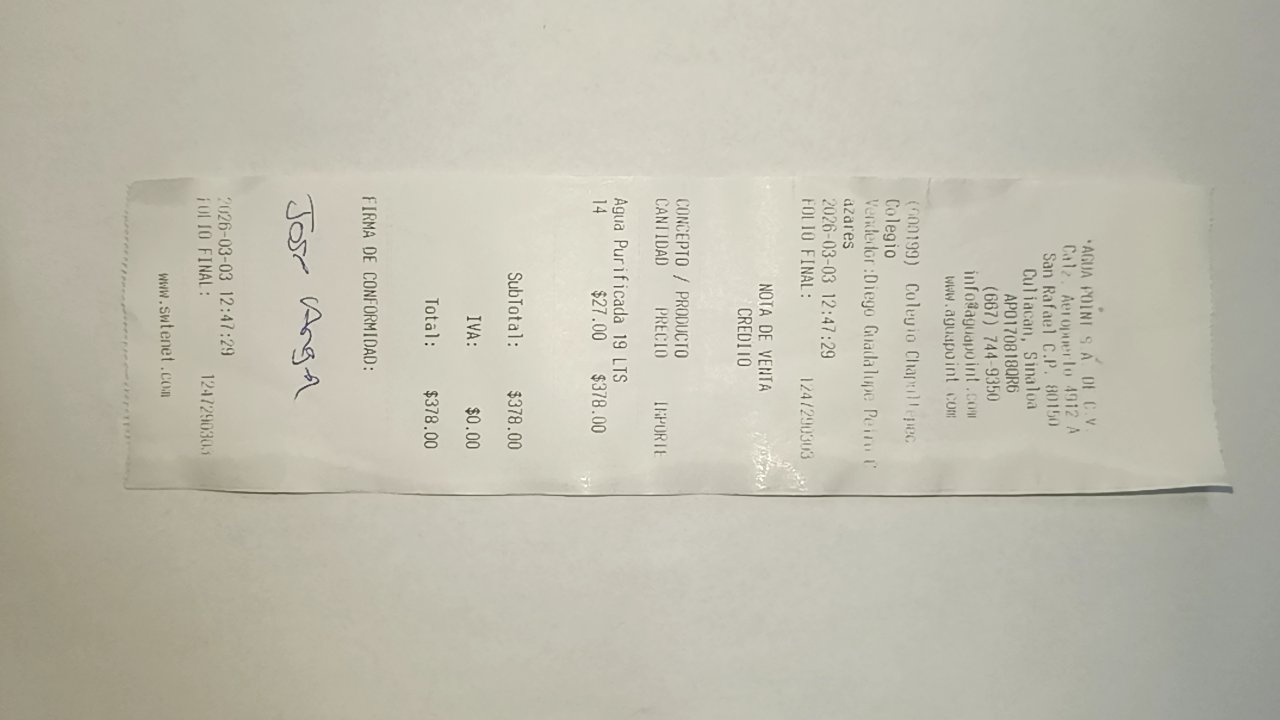 *AGUA POINT S A. DE C.V.
Calz. Aeropuerto 4912 A
San Rafael C.P. 80150
Culiacan, Sinaloa
APO170818QR6
(667) 744-9350
info@aguapoint.com
www.aguapoint com
(000199) Colegio Chapultepec
Colegio
Vendedor:Diego Guadalupe
azares
2026-03-03 12:47:29
FOLIO FINAL: 1247290303
NOTA DE VENTA
CREDITO
CONCEPTO / PRODUCTO
CANTIDAD PRECIO IMPORTE
Agua Purificada 19 LTS
14 $27.00 $378.00
SubTotal: $378.00
IVA: $0.00
Total: $378.00
FIRMA DE CONFORMIDAD:
Jose
2026-03-03 12:47:29
FOLIO FINAL: 1247290303
www.swtenet.com